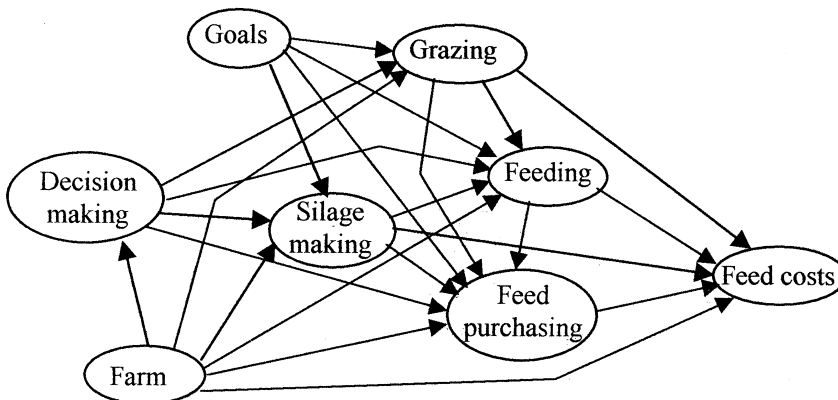 Goals
Grazing
Decision
making
Feeding
Silage
making
Feed costs
Feed
purchasing
Farm